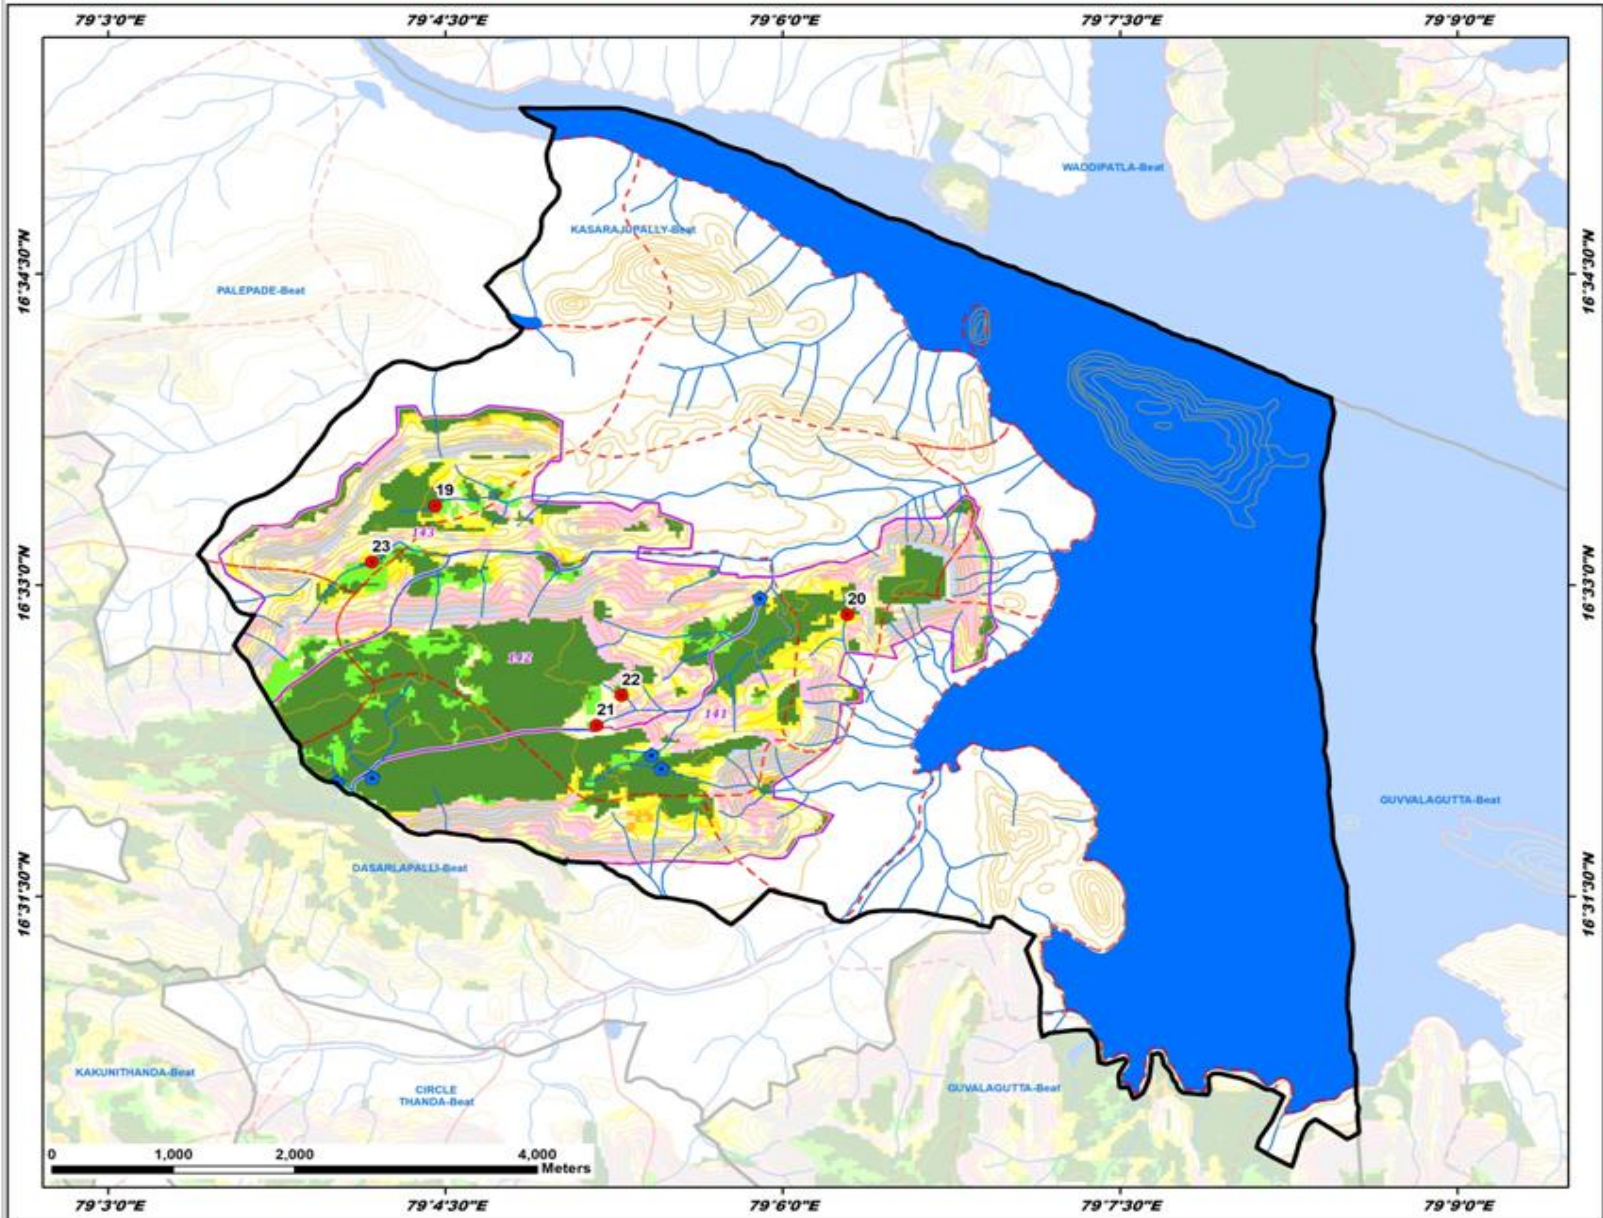 79°3'0"E 79°4'30"E 79°6'0"E 79°7'30"E 79°9'0"E
WADDIPATLA-Beat
KASARAJUPALLY-Beat
16°34'30"N 16°34'30"N
PALEPADE-Beat
19
143
23
16°33'0"N 16°33'0"N
20
192
22
21
141
GUVVALAGUTTA-Beat
DASARLAPALLI-Beat
16°31'30"N 16°31'30"N
KAKUNITHANDA-Beat
CIRCLE
THANDA-Beat
GUVALAGUTTA-Beat
0 1,000 2,000 4,000
Meters
79°3'0"E 79°4'30"E 79°6'0"E 79°7'30"E 79°9'0"E